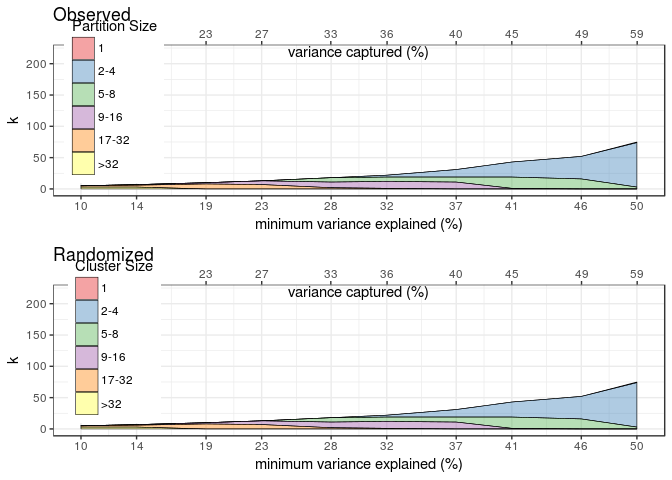 Observed
Partition Size
1
2-4
5-8
9-16
17-32
>32
23 27 33 36 40 45 49 59
variance captured (%)
k
200
150
100
50
0
10 14 19 23 28 32 37 41 46 50
minimum variance explained (%)
Randomized
Cluster Size
1
2-4
5-8
9-16
17-32
>32
23 27 33 36 40 45 49 59
variance captured (%)
k
200
150
100
50
0
10 14 19 23 28 32 37 41 46 50
minimum variance explained (%)